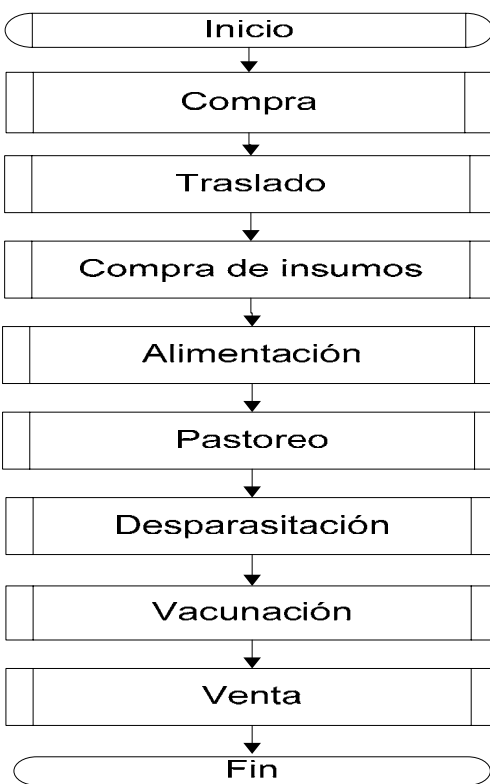 Inicio
Compra
Traslado
Compra de insumos
Alimentación
Pastoreo
Desparasitación
Vacunación
Venta
Fin